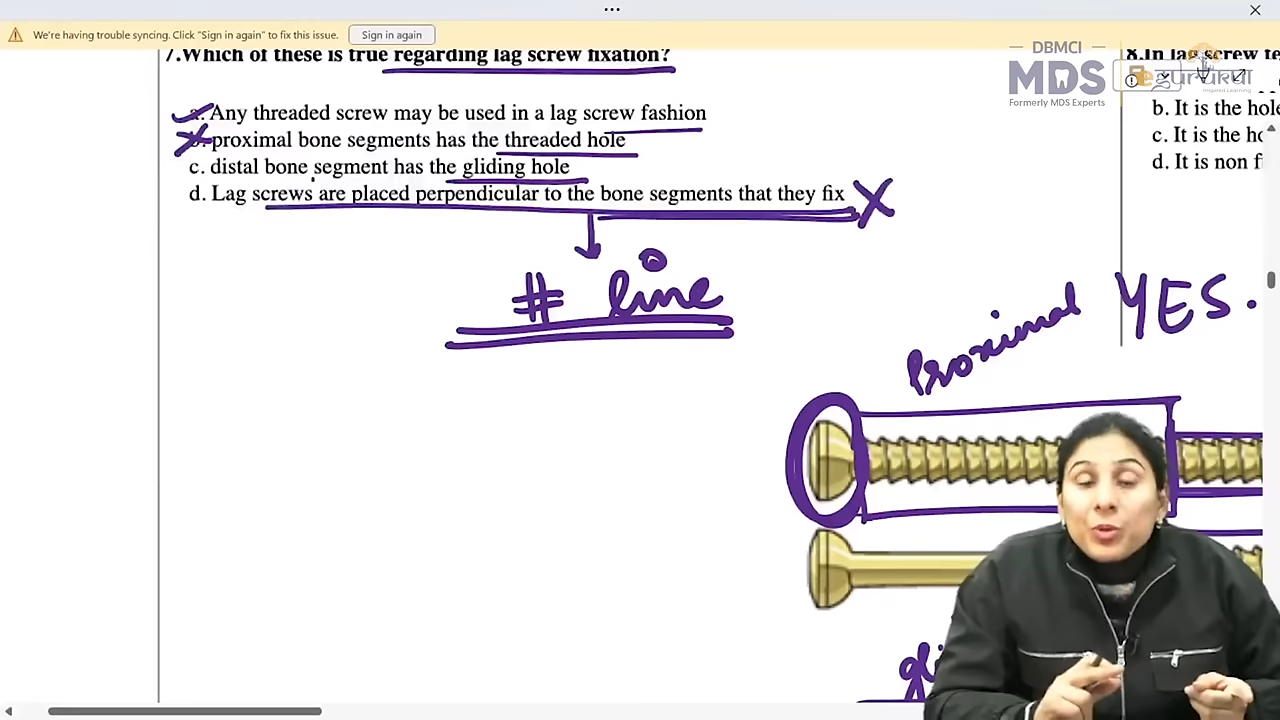 ...
We're having trouble syncing. Click "Sign in again" to fix this issue. Sign in again
7.Which of these is true regarding lag screw fixation?
a. Any threaded screw may be used in a lag screw fashion
b. proximal bone segments has the threaded hole
c. distal bone segment has the gliding hole
d. Lag screws are placed perpendicular to the bone segments that they fix
# line
Proximal YES.
DBMCI
MDS
Formerly MDS Experts
egurukul
Inspired Learning
8.In lag screw te
b. It is the hole
c. It is the ho
d. It is non f
gli